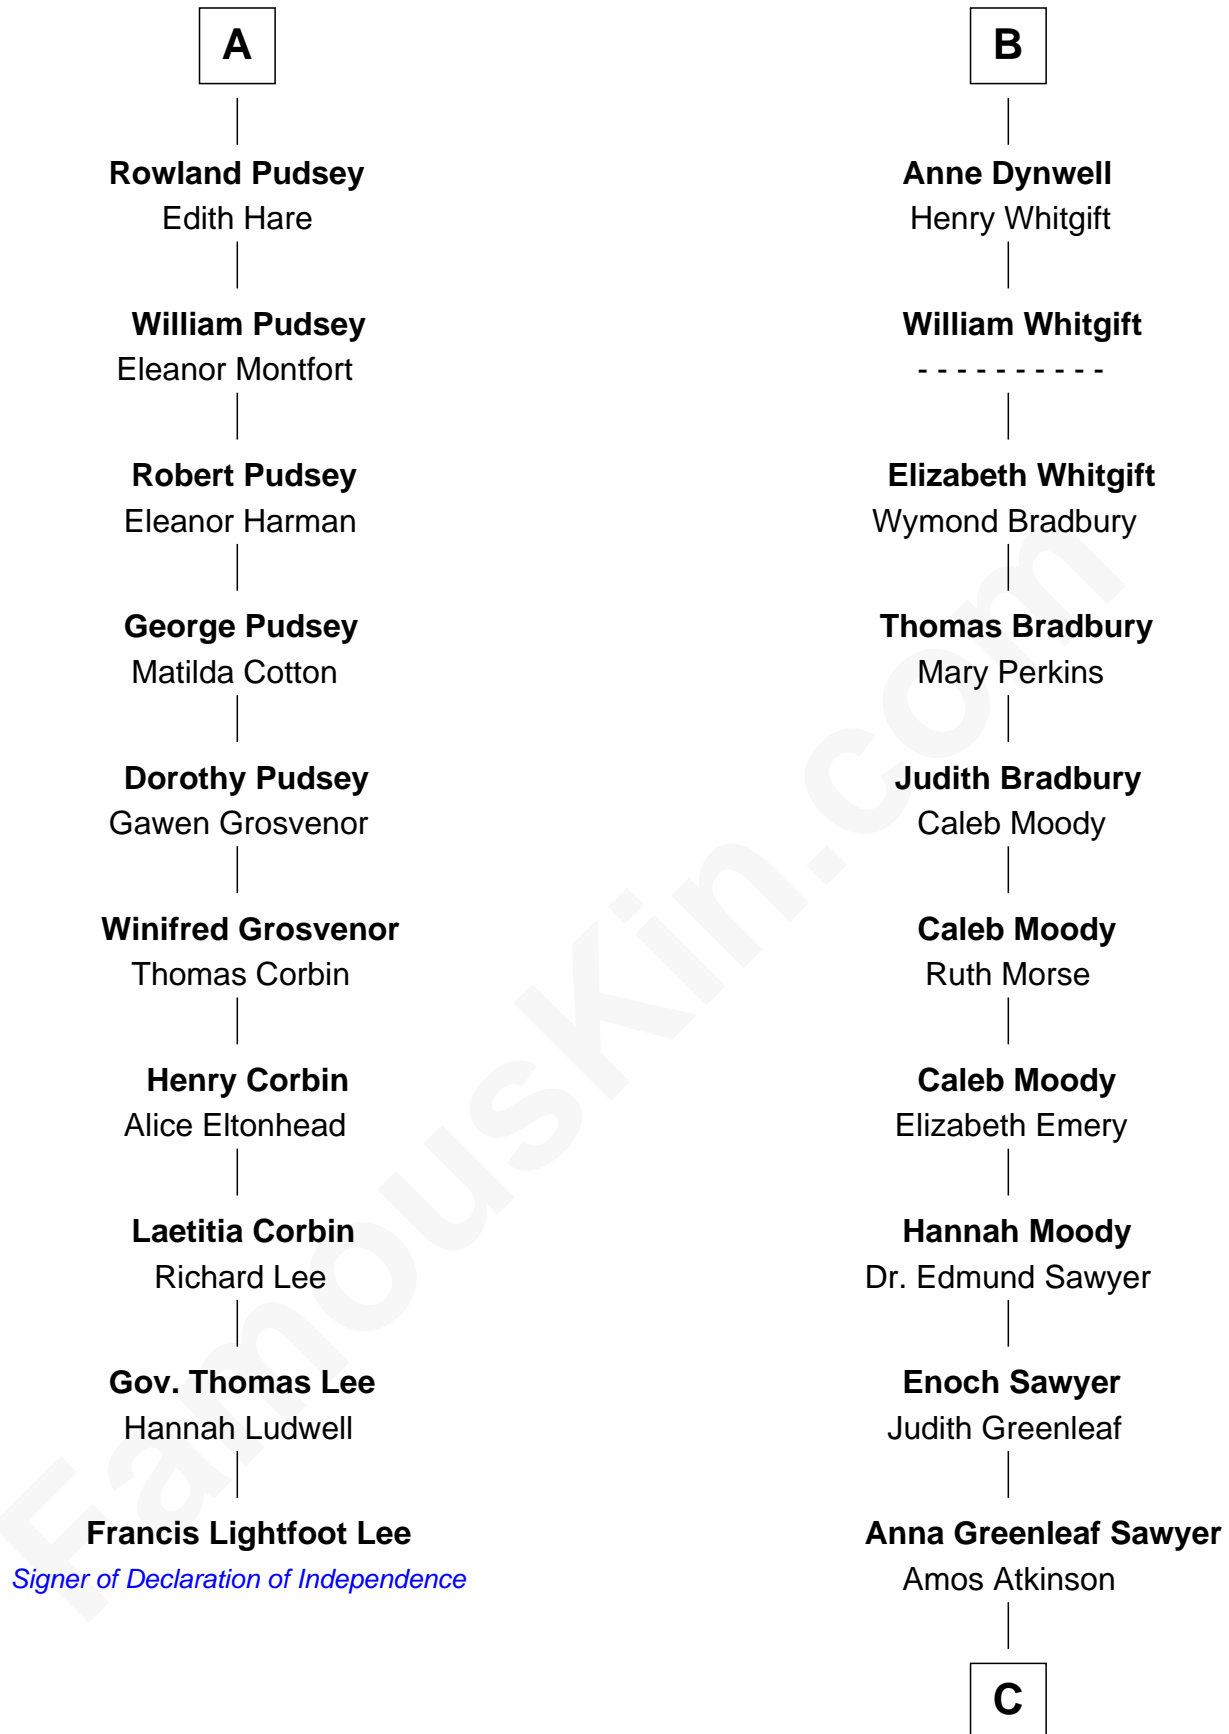 A
Rowland Pudsey
Edith Hare
William Pudsey
Eleanor Montfort
Robert Pudsey
Eleanor Harman
George Pudsey
Matilda Cotton
Dorothy Pudsey
Gawen Grosvenor
Winifred Grosvenor
Thomas Corbin
Henry Corbin
Alice Eltonhead
Laetitia Corbin
Richard Lee
Gov. Thomas Lee
Hannah Ludwell
Francis Lightfoot Lee
Signer of Declaration of Independence
B
Anne Dynwell
Henry Whitgift
William Whitgift
- - - - - - - - - -
Elizabeth Whitgift
Wymond Bradbury
Thomas Bradbury
Mary Perkins
Judith Bradbury
Caleb Moody
Caleb Moody
Ruth Morse
Caleb Moody
Elizabeth Emery
Hannah Moody
Dr. Edmund Sawyer
Enoch Sawyer
Judith Greenleaf
Anna Greenleaf Sawyer
Amos Atkinson
C
FamousKin.com